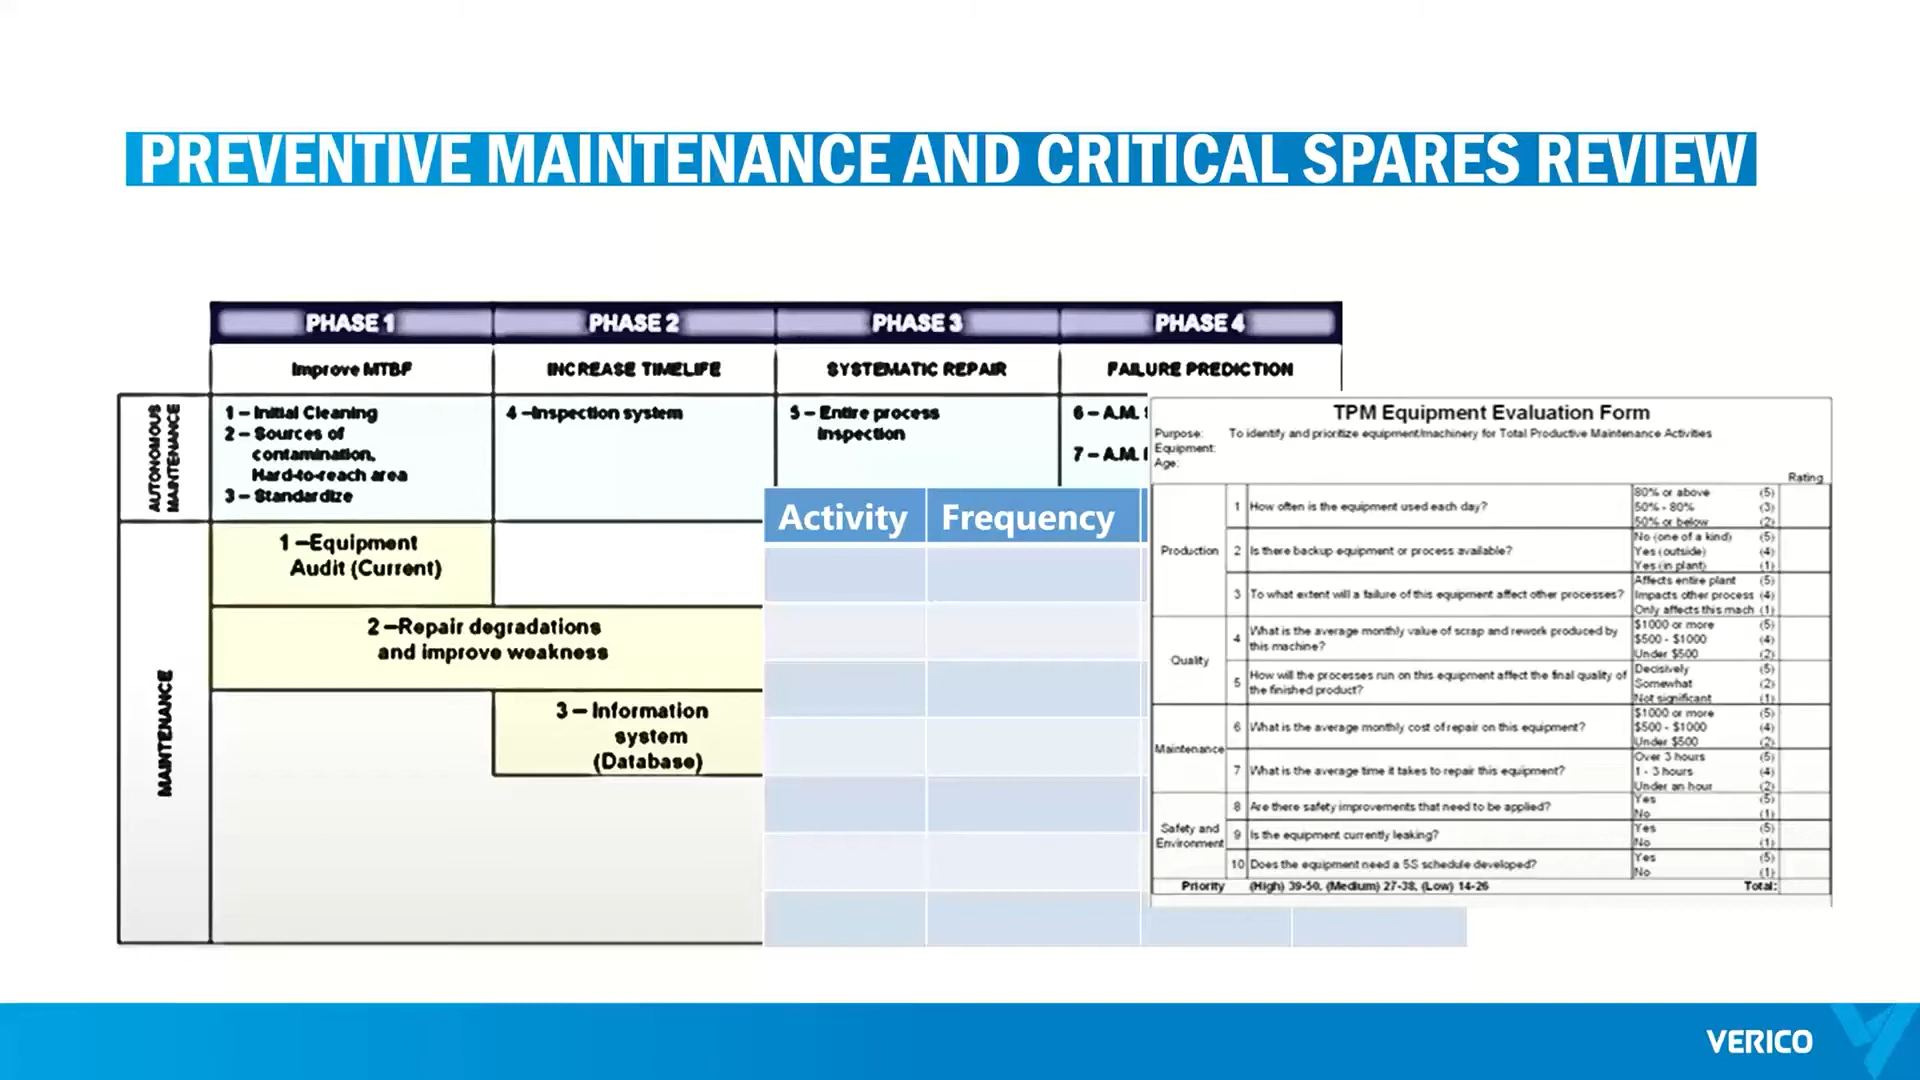 PREVENTIVE MAINTENANCE AND CRITICAL SPARES REVIEW
PHASE 1
PHASE 2
PHASE 3
PHASE 4
Improve MTBF
INCREASE TIMELIFE
SYSTEMATIC REPAIR
FAILURE PREDICTION
AUTONOMOUS
MAINTENANCE
1 – Initial Cleaning
2 – Sources of
contamination,
Hard-to-reach area
3 – Standardize
4 –Inspection system
5 – Entire process
Inspection
6 – A.M.
7 – A.M.
MAINTENANCE
1 –Equipment
Audit (Current)
2 –Repair degradations
and improve weakness
3 – Information
system
(Database)
Activity
Frequency
TPM Equipment Evaluation Form
Purpose: To identify and prioritize equipment/machinery for Total Productive Maintenance Activities
Equipment:
Age:
Rating
Production
1 How often is the equipment used each day?
80% or above (5)
50% - 80% (3)
50% or below (2)
2 Is there backup equipment or process available?
No (one of a kind) (5)
Yes (outside) (4)
Yes (in plant) (1)
3 To what extent will a failure of this equipment affect other processes?
Affects entire plant (5)
Impacts other process (4)
Only affects this mach (1)
Quality
4 What is the average monthly value of scrap and rework produced by
this machine?
$1000 or more (5)
$500 - $1000 (4)
Under $500 (2)
5 How will the processes run on this equipment affect the final quality of
the finished product?
Decisively (5)
Somewhat (2)
Not significant (1)
Maintenance
6 What is the average monthly cost of repair on this equipment?
$1000 or more (5)
$500 - $1000 (4)
Under $500 (2)
7 What is the average time it takes to repair this equipment?
Over 3 hours (5)
1 - 3 hours (4)
Under an hour (2)
Safety and
Environment
8 Are there safety improvements that need to be applied?
Yes (5)
No (1)
9 Is the equipment currently leaking?
Yes (5)
No (1)
10 Does the equipment need a 5S schedule developed?
Yes (5)
No (1)
Priority (High) 39-50, (Medium) 27-38, (Low) 14-26 Total:
VERICO